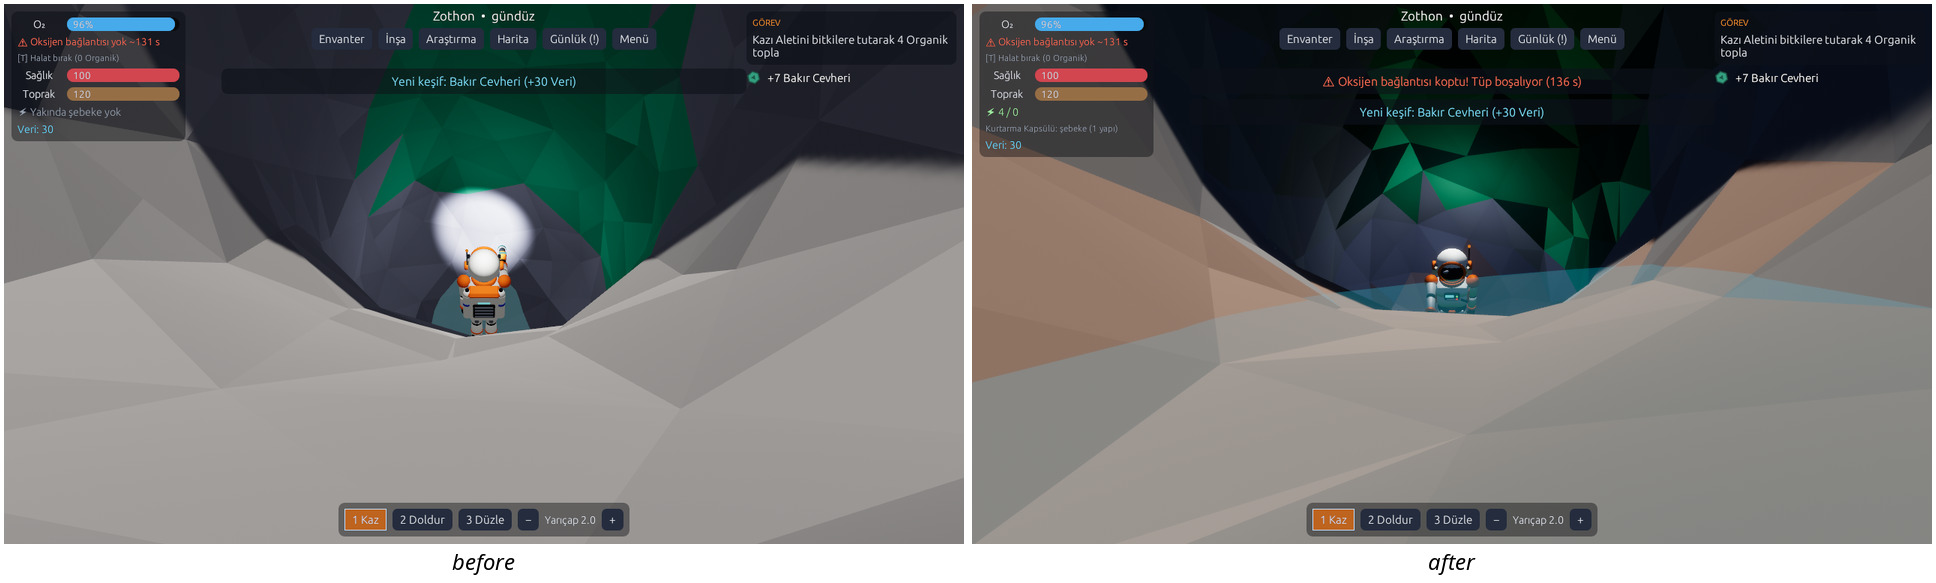 O₂ 96%
⚠ Oksijen bağlantısı yok ~131 s
[T] Halat bırak (0 Organik)
Sağlık 100
Toprak 120
⚡ Yakında şebeke yok
Veri: 30
Zothon • gündüz
Envanter İnşa Araştırma Harita Günlük (!) Menü
Yeni keşif: Bakır Cevheri (+30 Veri)
GÖREV
Kazı Aletini bitkilere tutarak 4 Organik
topla
+7 Bakır Cevheri
1 Kaz 2 Doldur 3 Düzle − Yarıçap 2.0 +
before
O₂ 96%
⚠ Oksijen bağlantısı yok ~131 s
[T] Halat bırak (0 Organik)
Sağlık 100
Toprak 120
⚡ 4 / 0
Kurtarma Kapsülü: şebeke (1 yapı)
Veri: 30
Zothon • gündüz
Envanter İnşa Araştırma Harita Günlük (!) Menü
⚠ Oksijen bağlantısı koptu! Tüp boşalıyor (136 s)
Yeni keşif: Bakır Cevheri (+30 Veri)
GÖREV
Kazı Aletini bitkilere tutarak 4 Organik
topla
+7 Bakır Cevheri
1 Kaz 2 Doldur 3 Düzle − Yarıçap 2.0 +
after